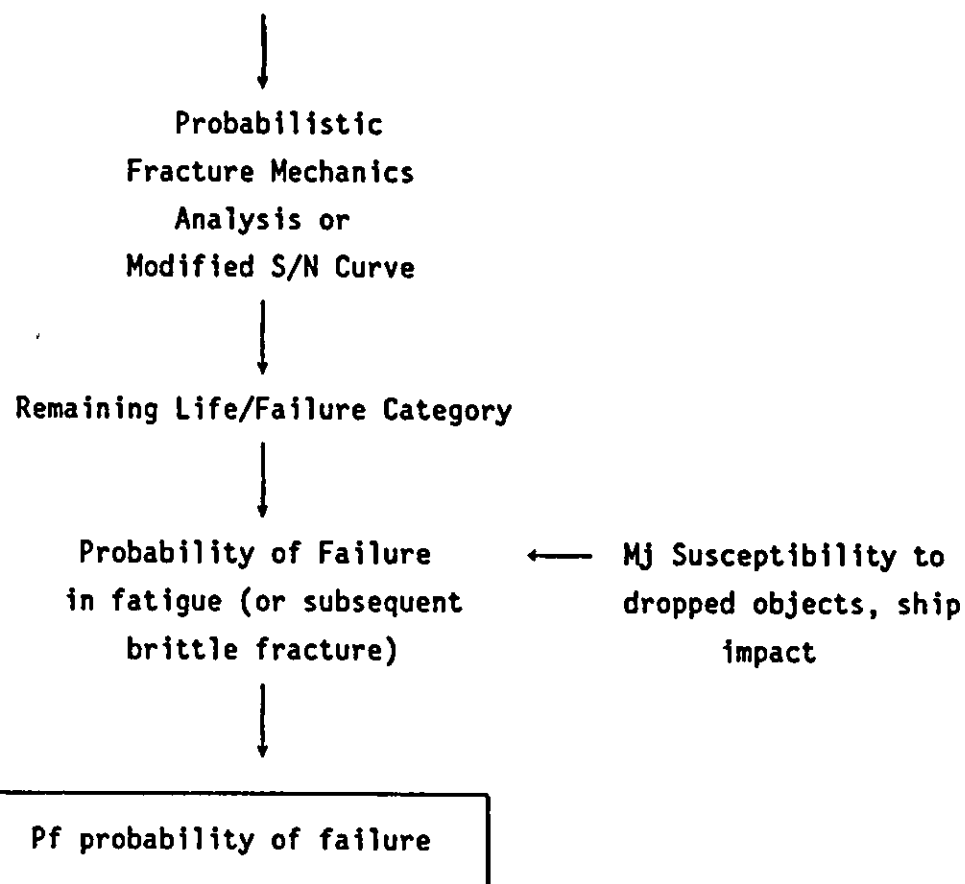 Probabilistic
Fracture Mechanics
Analysis or
Modified S/N Curve
Remaining Life/Failure Category
Probability of Failure
in fatigue (or subsequent
brittle fracture)
Mj Susceptibility to
dropped objects, ship
impact
Pf probability of failure